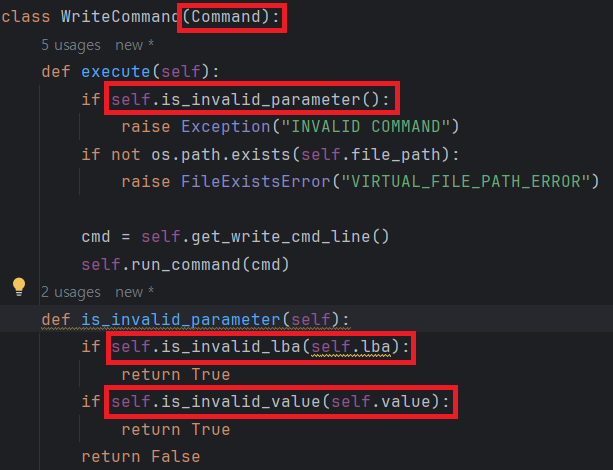 class WriteCommand(Command):
5 usages new *
def execute(self):
if self.is_invalid_parameter():
raise Exception("INVALID COMMAND")
if not os.path.exists(self.file_path):
raise FileExistsError("VIRTUAL_FILE_PATH_ERROR")
cmd = self.get_write_cmd_line()
self.run_command(cmd)
2 usages new *
def is_invalid_parameter(self):
if self.is_invalid_lba(self.lba):
return True
if self.is_invalid_value(self.value):
return True
return False